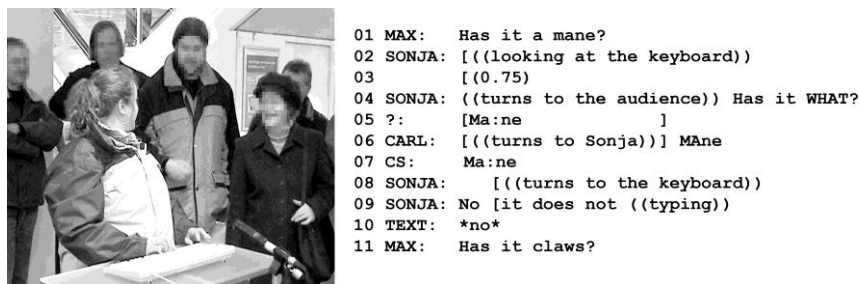 01 MAX: Has it a mane?
02 SONJA: [((looking at the keyboard))
03 [(0.75)
04 SONJA: ((turns to the audience)) Has it WHAT?
05 ?: [Ma:ne ]
06 CARL: [((turns to Sonja))] MAne
07 CS: Ma:ne
08 SONJA: [((turns to the keyboard))
09 SONJA: No [it does not ((typing))
10 TEXT: *no*
11 MAX: Has it claws?